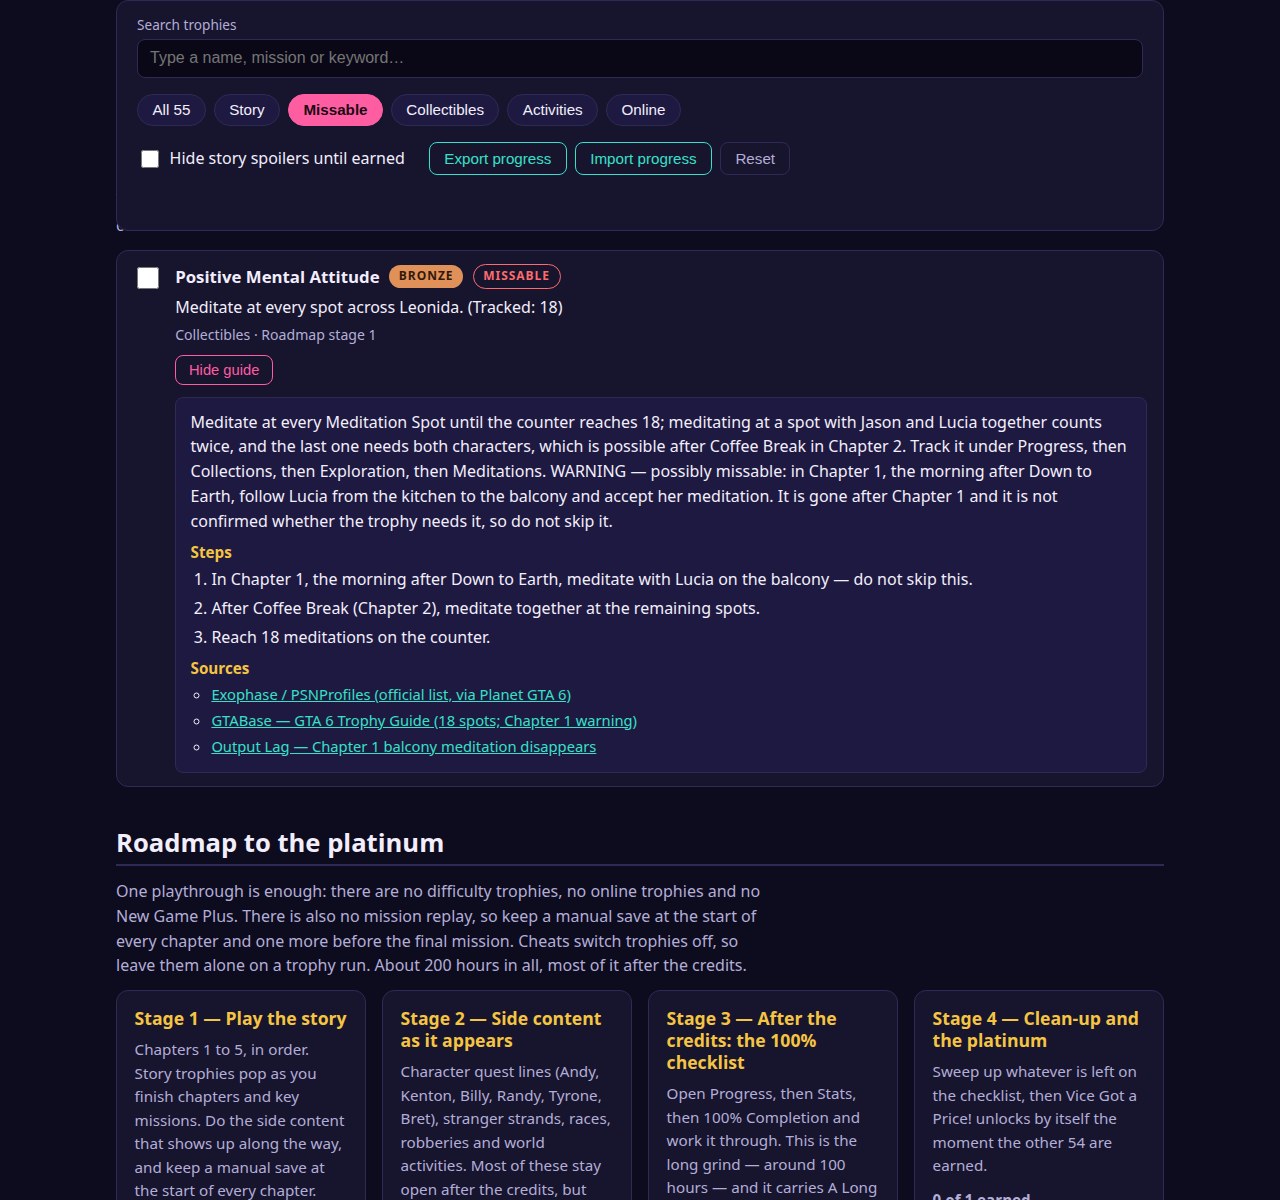 Search trophies
Type a name, mission or keyword…
All 55 Story Missable Collectibles Activities Online
Hide story spoilers until earned Export progress Import progress Reset
Positive Mental Attitude BRONZE MISSABLE
Meditate at every spot across Leonida. (Tracked: 18)
Collectibles · Roadmap stage 1
Hide guide
Meditate at every Meditation Spot until the counter reaches 18; meditating at a spot with Jason and Lucia together counts
twice, and the last one needs both characters, which is possible after Coffee Break in Chapter 2. Track it under Progress, then
Collections, then Exploration, then Meditations. WARNING — possibly missable: in Chapter 1, the morning after Down to
Earth, follow Lucia from the kitchen to the balcony and accept her meditation. It is gone after Chapter 1 and it is not
confirmed whether the trophy needs it, so do not skip it.
Steps
1. In Chapter 1, the morning after Down to Earth, meditate with Lucia on the balcony — do not skip this.
2. After Coffee Break (Chapter 2), meditate together at the remaining spots.
3. Reach 18 meditations on the counter.
Sources
Exophase / PSNProfiles (official list, via Planet GTA 6)
GTABase — GTA 6 Trophy Guide (18 spots; Chapter 1 warning)
Output Lag — Chapter 1 balcony meditation disappears
Roadmap to the platinum
One playthrough is enough: there are no difficulty trophies, no online trophies and no
New Game Plus. There is also no mission replay, so keep a manual save at the start of
every chapter and one more before the final mission. Cheats switch trophies off, so
leave them alone on a trophy run. About 200 hours in all, most of it after the credits.
Stage 1 — Play the story
Chapters 1 to 5, in order.
Story trophies pop as you
finish chapters and key
missions. Do the side content
that shows up along the way,
and keep a manual save at
the start of every chapter.
Stage 2 — Side content
as it appears
Character quest lines (Andy,
Kenton, Billy, Randy, Tyrone,
Bret), stranger strands, races,
robberies and world
activities. Most of these stay
open after the credits, but
Stage 3 — After the
credits: the 100%
checklist
Open Progress, then Stats,
then 100% Completion and
work it through. This is the
long grind — around 100
hours — and it carries A Long
Stage 4 — Clean-up and
the platinum
Sweep up whatever is left on
the checklist, then Vice Got a
Price! unlocks by itself the
moment the other 54 are
earned.
0 of 1 earned